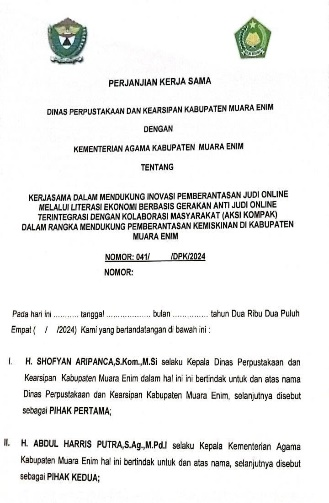 PERJANJIAN KERJA SAMA
DINAS PERPUSTAKAAN DAN KEARSIPAN KABUPATEN MUARA ENIM
DENGAN
KEMENTERIAN AGAMA KABUPATEN MUARA ENIM
TENTANG
KERJASAMA DALAM MENDUKUNG INOVASI PEMBERANTASAN JUDI ONLINE
MELALUI LITERASI EKONOMI BERBASIS GERAKAN ANTI JUDI ONLINE
TERINTEGRASI DENGAN KOLABORASI MASYARAKAT (AKSI KOMPAK)
DALAM RANGKA MENDUKUNG PEMBERANTASAN KEMISKINAN DI KABUPATEN
MUARA ENIM
NOMOR: 041/ /DPK/2024
NOMOR:
Pada hari ini ........... tanggal .................... bulan .............. tahun Dua Ribu Dua Puluh
Empat ( / /2024) Kami yang bertandatangan di bawah ini :
I. H. SHOFYAN ARIPANCA,S.Kom.,M.Si selaku Kepala Dinas Perpustakaan dan
Kearsipan Kabupaten Muara Enim dalam hal ini ini bertindak untuk dan atas nama
Dinas Perpustakaan dan Kearsipan Kabupaten Muara Enim, selanjutnya disebut
sebagai PIHAK PERTAMA;
II. H. ABDUL HARRIS PUTRA,S.Ag.,M.Pd.I selaku Kepala Kementerian Agama
Kabupaten Muara Enim hal ini bertindak untuk dan atas nama, selanjutnya disebut
sebagai PIHAK KEDUA;